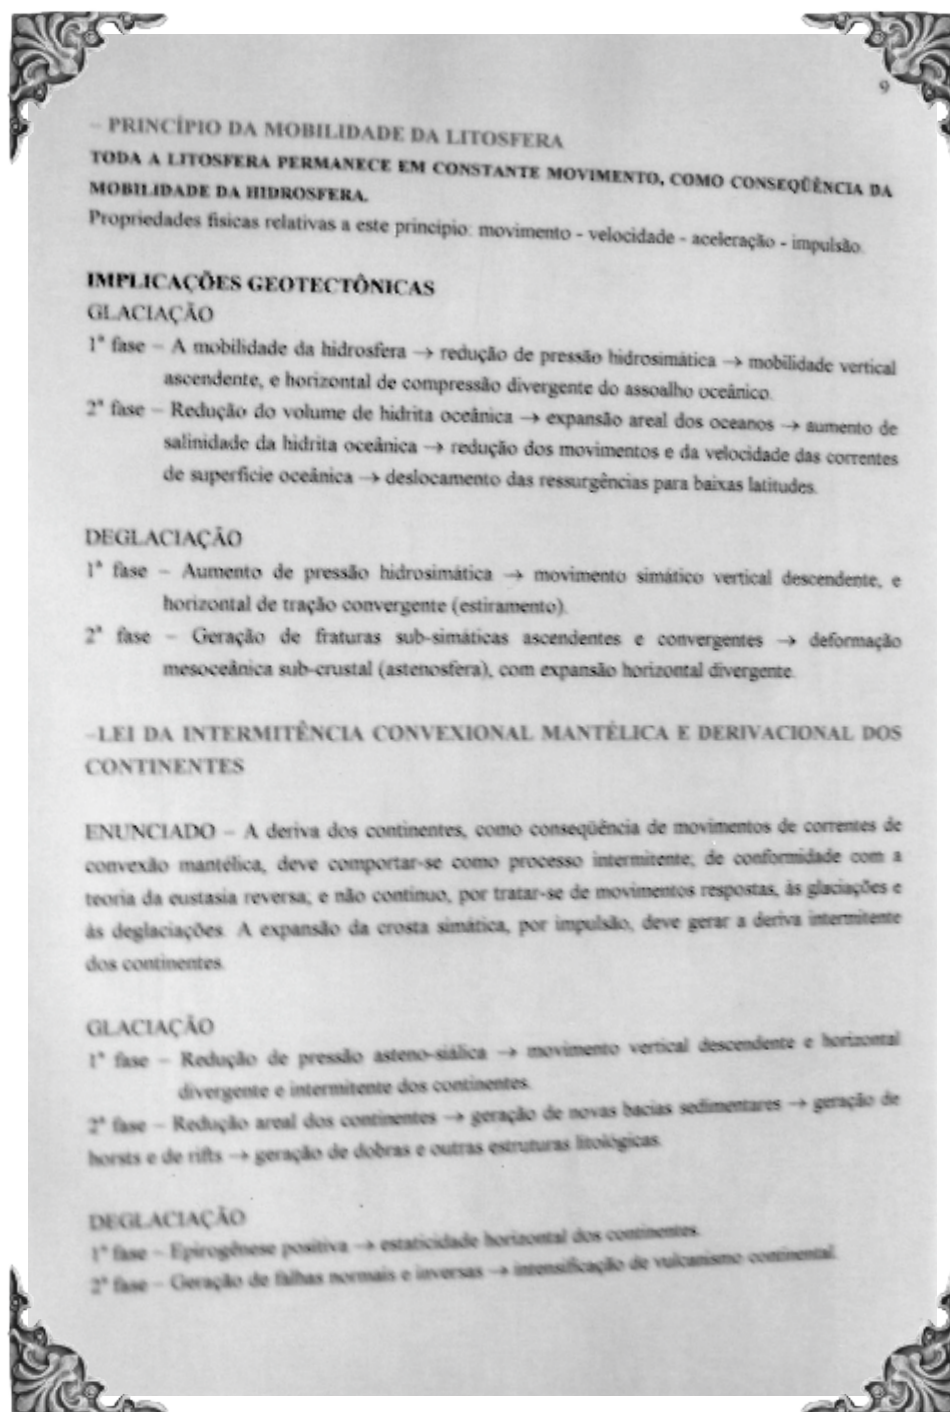 9
– PRINCÍPIO DA MOBILIDADE DA LITOSFERA
TODA A LITOSFERA PERMANECE EM CONSTANTE MOVIMENTO, COMO CONSEQÜÊNCIA DA
MOBILIDADE DA HIDROSFERA.
Propriedades físicas relativas a este princípio: movimento - velocidade - aceleração - impulsão.
IMPLICAÇÕES GEOTECTÔNICAS
GLACIAÇÃO
1ª fase – A mobilidade da hidrosfera → redução de pressão hidrosimática → mobilidade vertical
ascendente, e horizontal de compressão divergente do assoalho oceânico.
2ª fase – Redução do volume de hidrita oceânica → expansão areal dos oceanos → aumento de
salinidade da hidrita oceânica → redução dos movimentos e da velocidade das correntes
de superfície oceânica → deslocamento das ressurgências para baixas latitudes.
DEGLACIAÇÃO
1ª fase – Aumento de pressão hidrosimática → movimento simático vertical descendente, e
horizontal de tração convergente (estiramento).
2ª fase – Geração de fraturas sub-simáticas ascendentes e convergentes → deformação
mesoceânica sub-crustal (astenosfera), com expansão horizontal divergente.
–LEI DA INTERMITÊNCIA CONVEXIONAL MANTÉLICA E DERIVACIONAL DOS
CONTINENTES
ENUNCIADO – A deriva dos continentes, como conseqüência de movimentos de correntes de
convexão mantélica, deve comportar-se como processo intermitente, de conformidade com a
teoria da eustasia reversa; e não contínuo, por tratar-se de movimentos respostas, às glaciações e
às deglaciações. A expansão da crosta simática, por impulsão, deve gerar a deriva intermitente
dos continentes.
GLACIAÇÃO
1ª fase – Redução de pressão asteno-siálica → movimento vertical descendente e horizontal
divergente e intermitente dos continentes.
2ª fase – Redução areal dos continentes → geração de novas bacias sedimentares → geração de
horsts e de rifts → geração de dobras e outras estruturas litológicas.
DEGLACIAÇÃO
1ª fase – Epirogênese positiva → estaticidade horizontal dos continentes.
2ª fase – Geração de falhas normais e inversas → intensificação de vulcanismo continental.